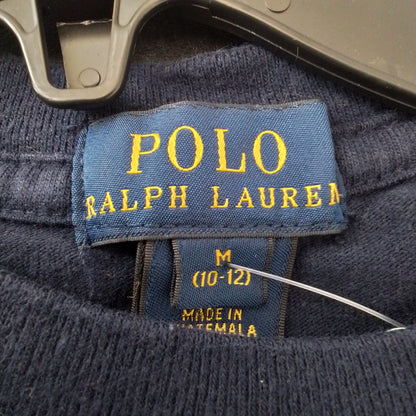 POLO
RALPH LAUREN
M
(10-12)
MADE IN
GUATEMALA